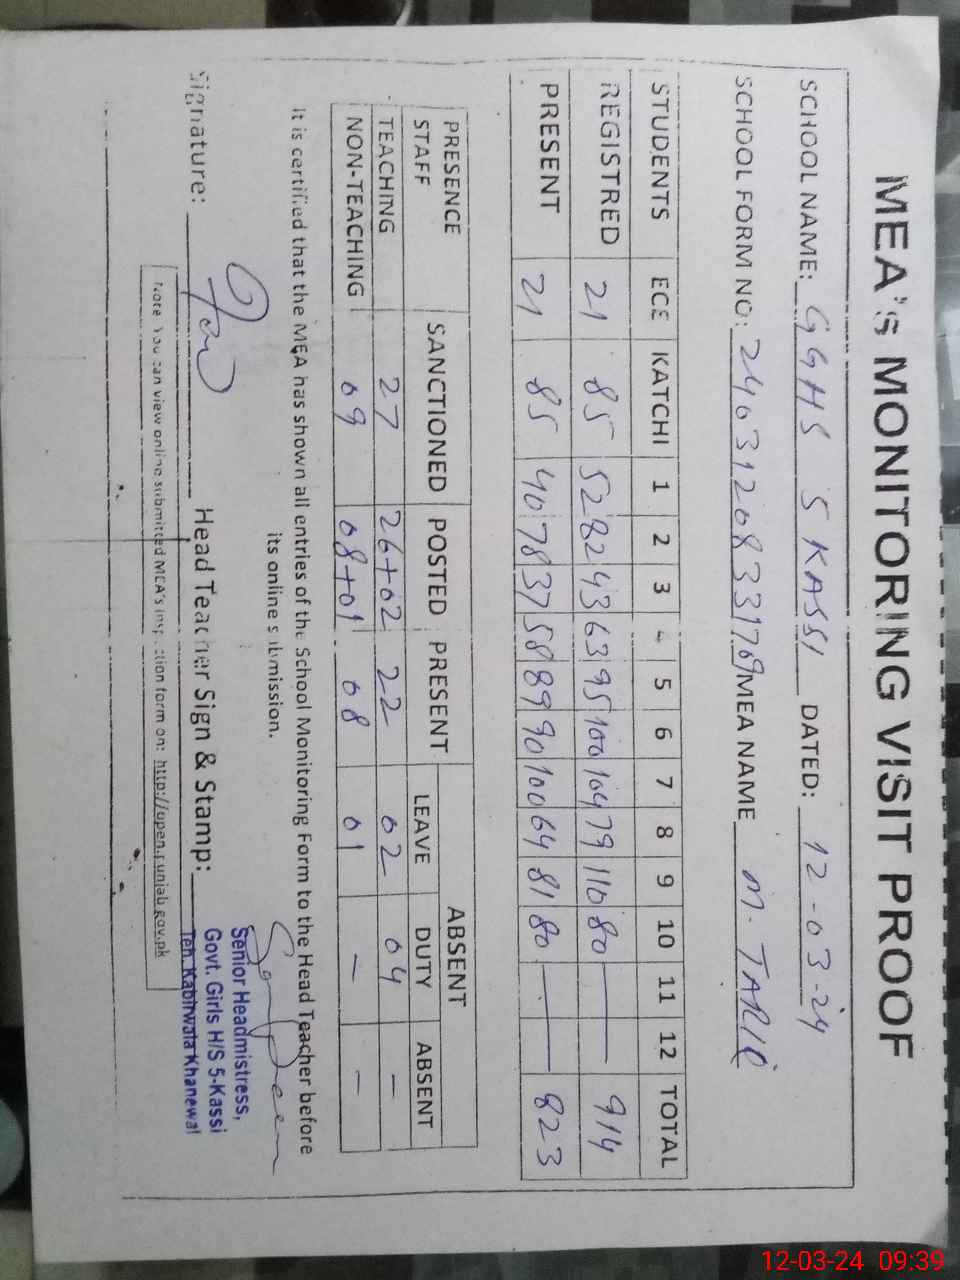 MEA's MONITORING VISIT PROOF
SCHOOL NAME: GGHS 5 KASSI DATED: 12-03-24
SCHOOL FORM NO: 24031208331769 MEA NAME M. TARIQ
STUDENTS ECE KATCHI 1 2 3 4 5 6 7 8 9 10 11 12 TOTAL
REGISTRED 21 85 52 82 43 63 95 100 104 79 110 80 — — 914
PRESENT 21 85 40 78 37 58 89 90 100 64 81 80 — — 823
PRESENCE STAFF SANCTIONED POSTED PRESENT ABSENT
LEAVE DUTY ABSENT
TEACHING 27 26+02 22 02 04 –
NON-TEACHING 09 08+01 08 01 – –
It is certified that the MEA has shown all entries of the School Monitoring Form to the Head Teacher before
its online submission.
Signature: Head Teacher Sign & Stamp:
Senior Headmistress,
Govt. Girls H/S 5-Kassi
Teh. Kabirwala Khanewal
Note You can view online submitted MEA's inspection form on: http://open.punjab.gov.pk
12-03-24 09:39